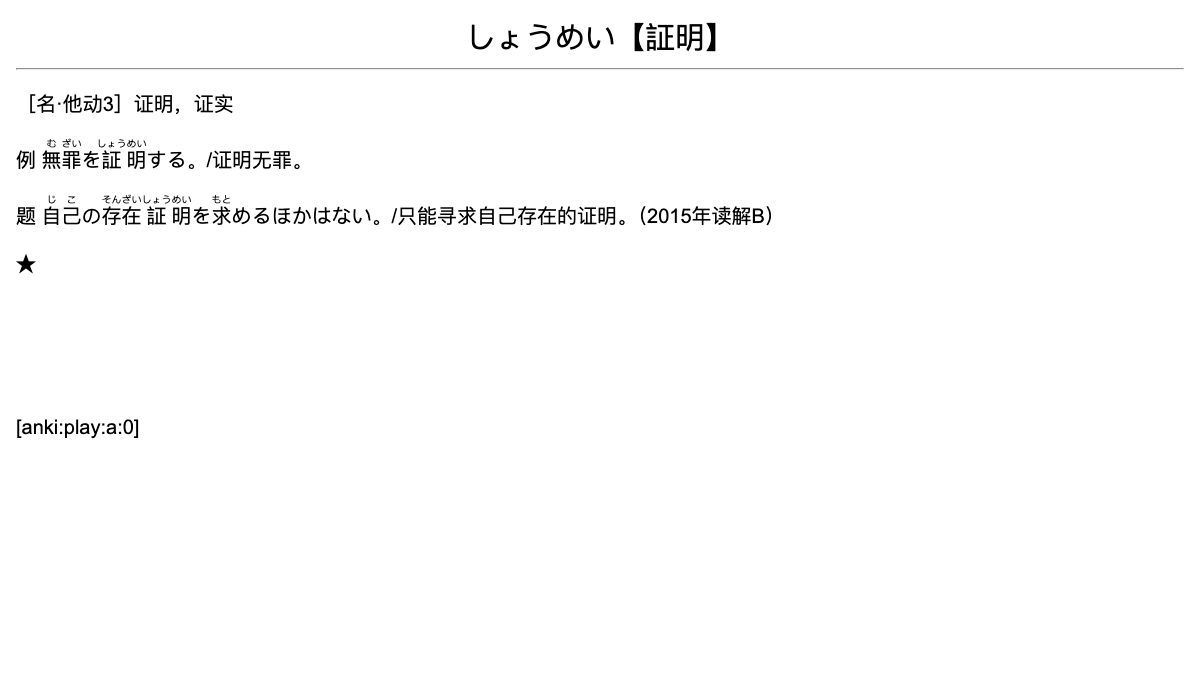 しょうめい【証明】
［名·他动3］证明，证实
む ざい しょうめい
例 無罪を証明する。/证明无罪。
じ こ そんざいしょうめい もと
题 自己の存在証明を求めるほかはない。/只能寻求自己存在的证明。（2015年读解B）
★
[anki:play:a:0]